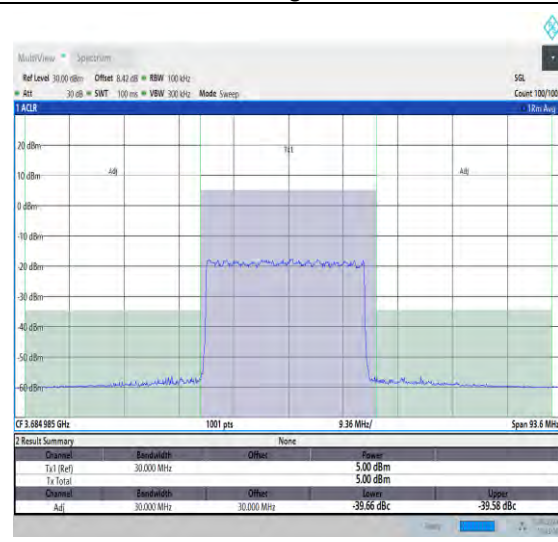 MultiView Spectrum
Ref Level 30.00 dBm Offset 8.42 dB RBW 100 kHz SGL
Att 30 dB SWT 100 ms VBW 300 kHz Mode Sweep Count 100/100
1 ACLR 1Rm Avg
Tx1
20 dBm
Adj Adj
10 dBm
0 dBm
-10 dBm
-20 dBm
-30 dBm
-40 dBm
-50 dBm
-60 dBm
CF 3.684 985 GHz 1001 pts 9.36 MHz/ Span 93.6 MHz
2 Result Summary None
Channel Bandwidth Offset Power
Tx1 (Ref) 30.000 MHz 5.00 dBm
Tx Total 5.00 dBm
Channel Bandwidth Offset Lower Upper
Adj 30.000 MHz 30.000 MHz -39.66 dBc -39.58 dBc
Ready